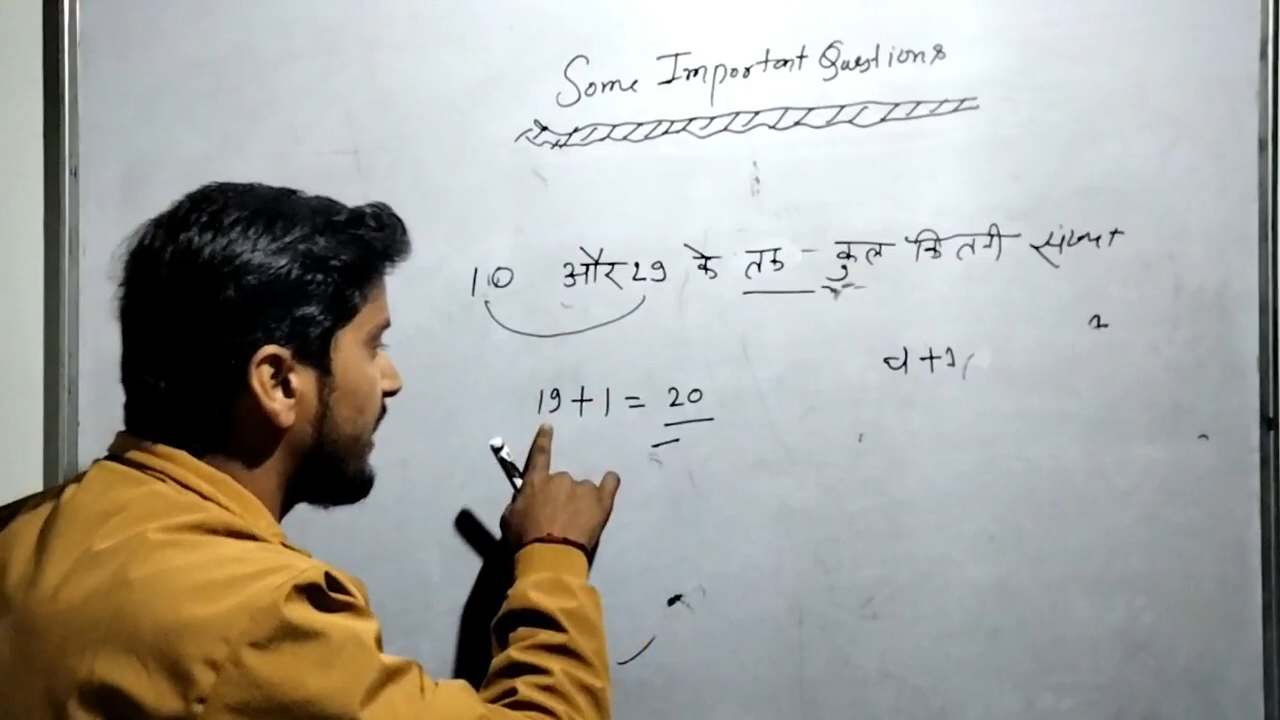 Some Important Questions
10 और 29 के तक - कुल कितनी संख्या
d+1
19+1 = 20